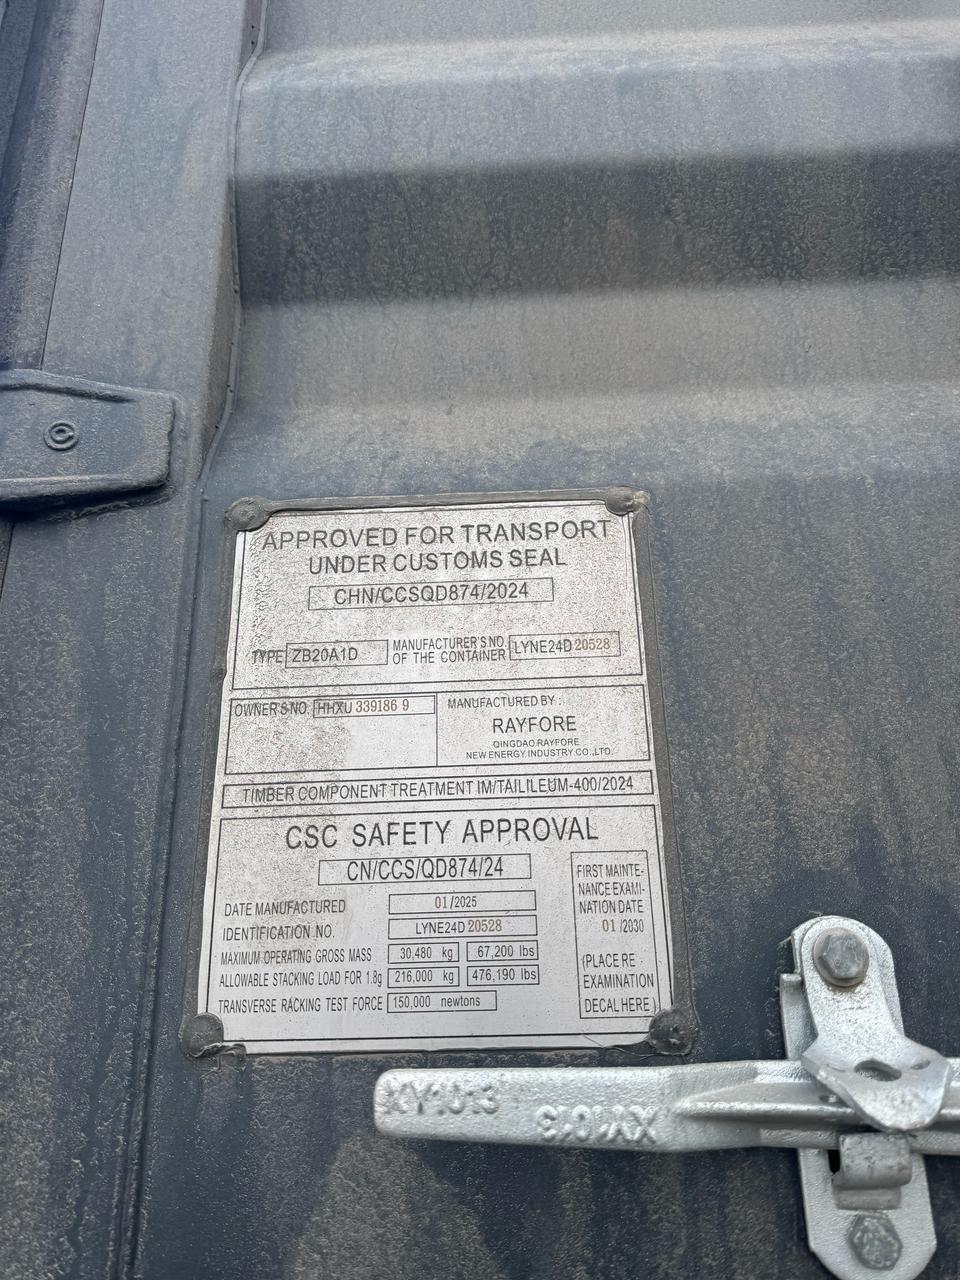 APPROVED FOR TRANSPORT
UNDER CUSTOMS SEAL
CHN/CCSQD874/2024
TYPE ZB20A1D MANUFACTURER'S NO. OF THE CONTAINER LYNE24D20528
OWNER'S NO. HHXU 339186 9
MANUFACTURED BY:
RAYFORE
QINGDAO RAYFORE
NEW ENERGY INDUSTRY CO.,LTD.
TIMBER COMPONENT TREATMENT IM/TAILILEUM-400/2024
CSC SAFETY APPROVAL
CN/CCS/QD874/24
DATE MANUFACTURED 01/2025
IDENTIFICATION NO. LYNE24D20528
MAXIMUM OPERATING GROSS MASS 30,480 kg 67,200 lbs
ALLOWABLE STACKING LOAD FOR 1.8g 216,000 kg 476,190 lbs
TRANSVERSE RACKING TEST FORCE 150,000 newtons
FIRST MAINTE-
NANCE EXAMI-
NATION DATE
01 /2030
(PLACE RE-
EXAMINATION
DECAL HERE)
XY1013
XY1013